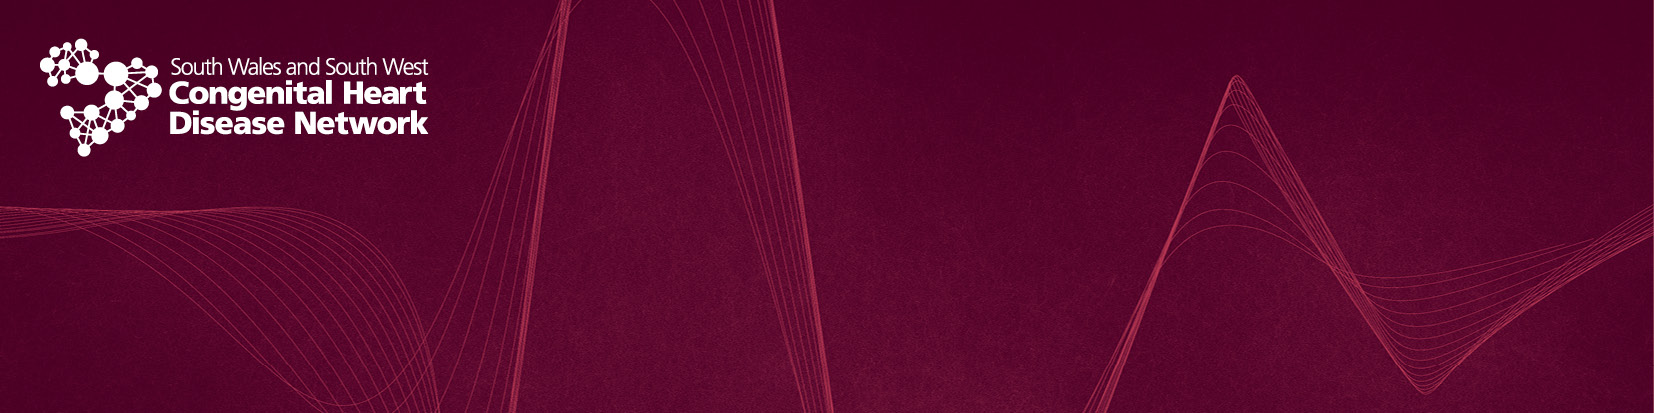 South Wales and South West
Congenital Heart
Disease Network